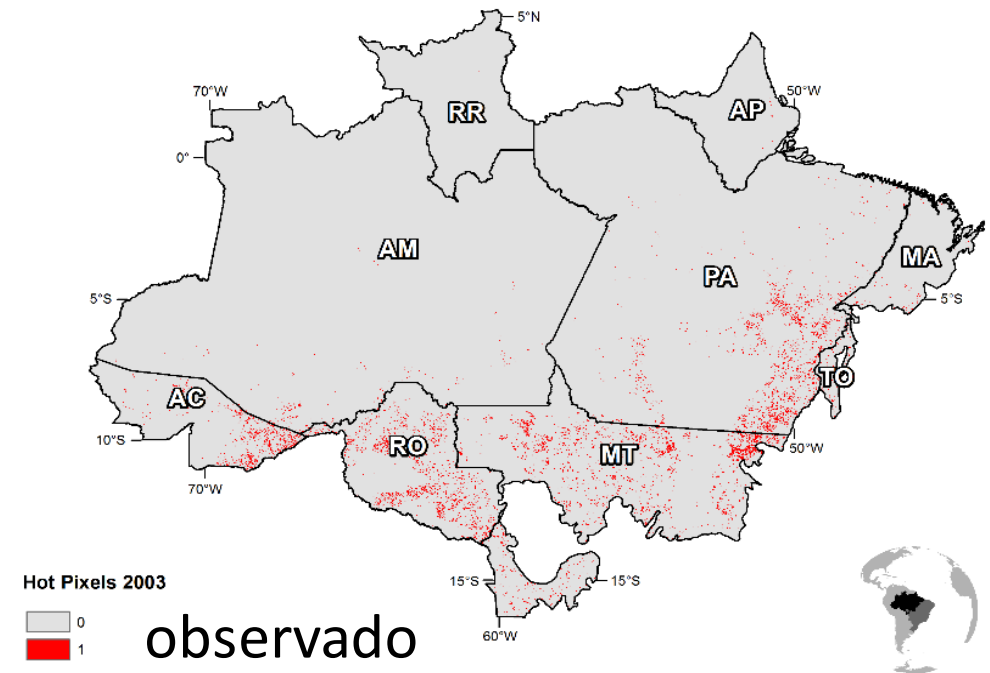 5°N
70°W
50°W
RR
AP
0°
AM
MA
PA
5°S
5°S
TO
AC
10°S
RO
MT
50°W
70°W
Hot Pixels 2003
15°S
15°S
0
1
observado
60°W